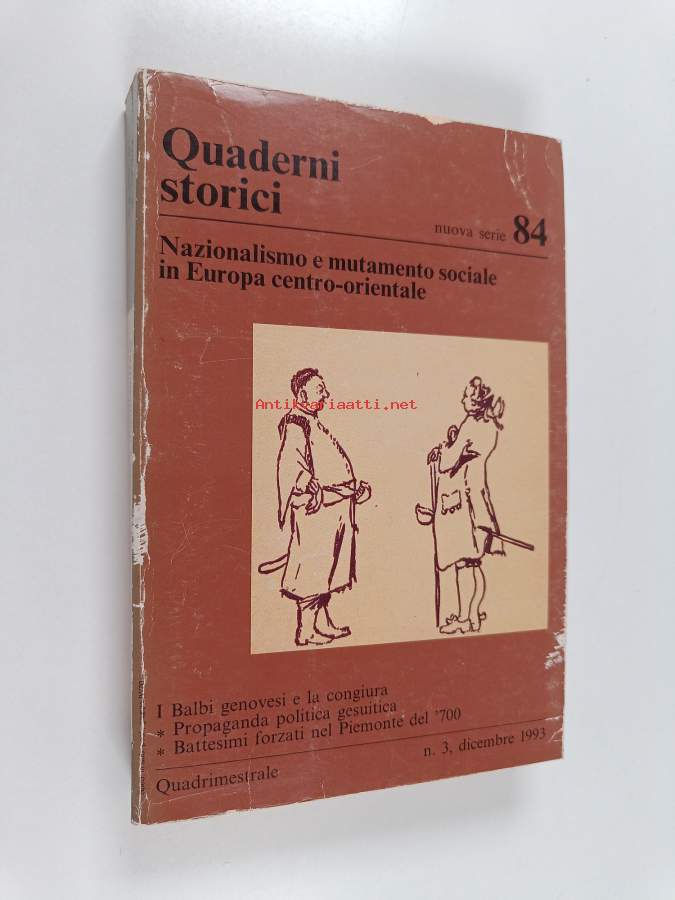 Quaderni
storici
nuova serie 84
Nazionalismo e mutamento sociale
in Europa centro-orientale
Antikvariaatti.net
I Balbi genovesi e la congiura
* Propaganda politica gesuitica
* Battesimi forzati nel Piemonte del '700
Quadrimestrale
n. 3, dicembre 1993